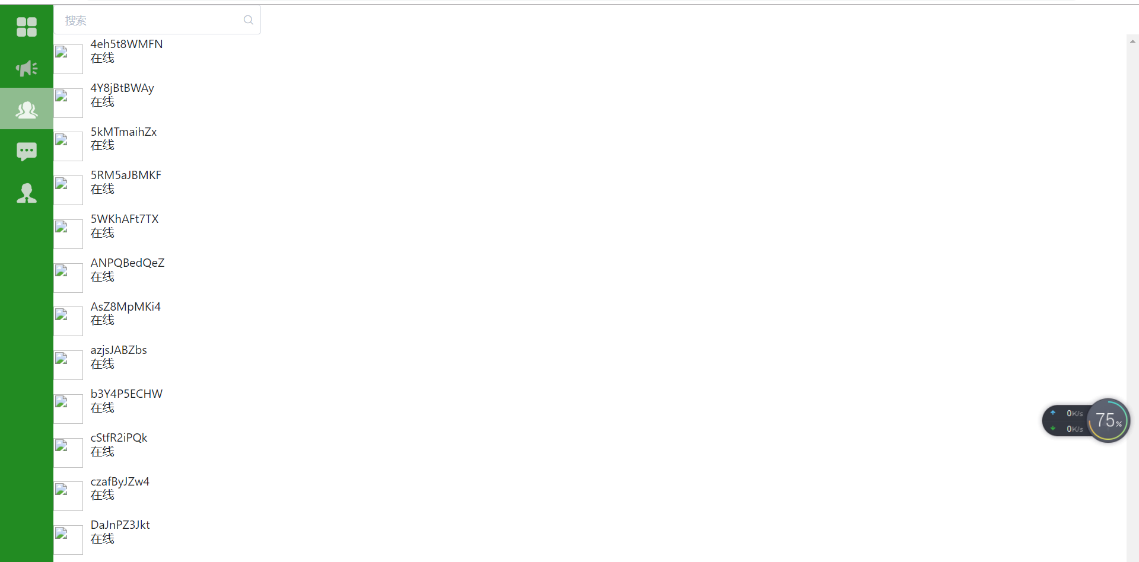 搜索
4eh5t8WMFN
在线
4Y8jBtBWAy
在线
5kMTmaihZx
在线
5RM5aJBMKF
在线
5WKhAFt7TX
在线
ANPQBedQeZ
在线
AsZ8MpMKi4
在线
azjsJABZbs
在线
b3Y4P5ECHW
在线
cStfR2iPQk
在线
czafByJZw4
在线
DaJnPZ3Jkt
在线
0K/s
0K/s
75%